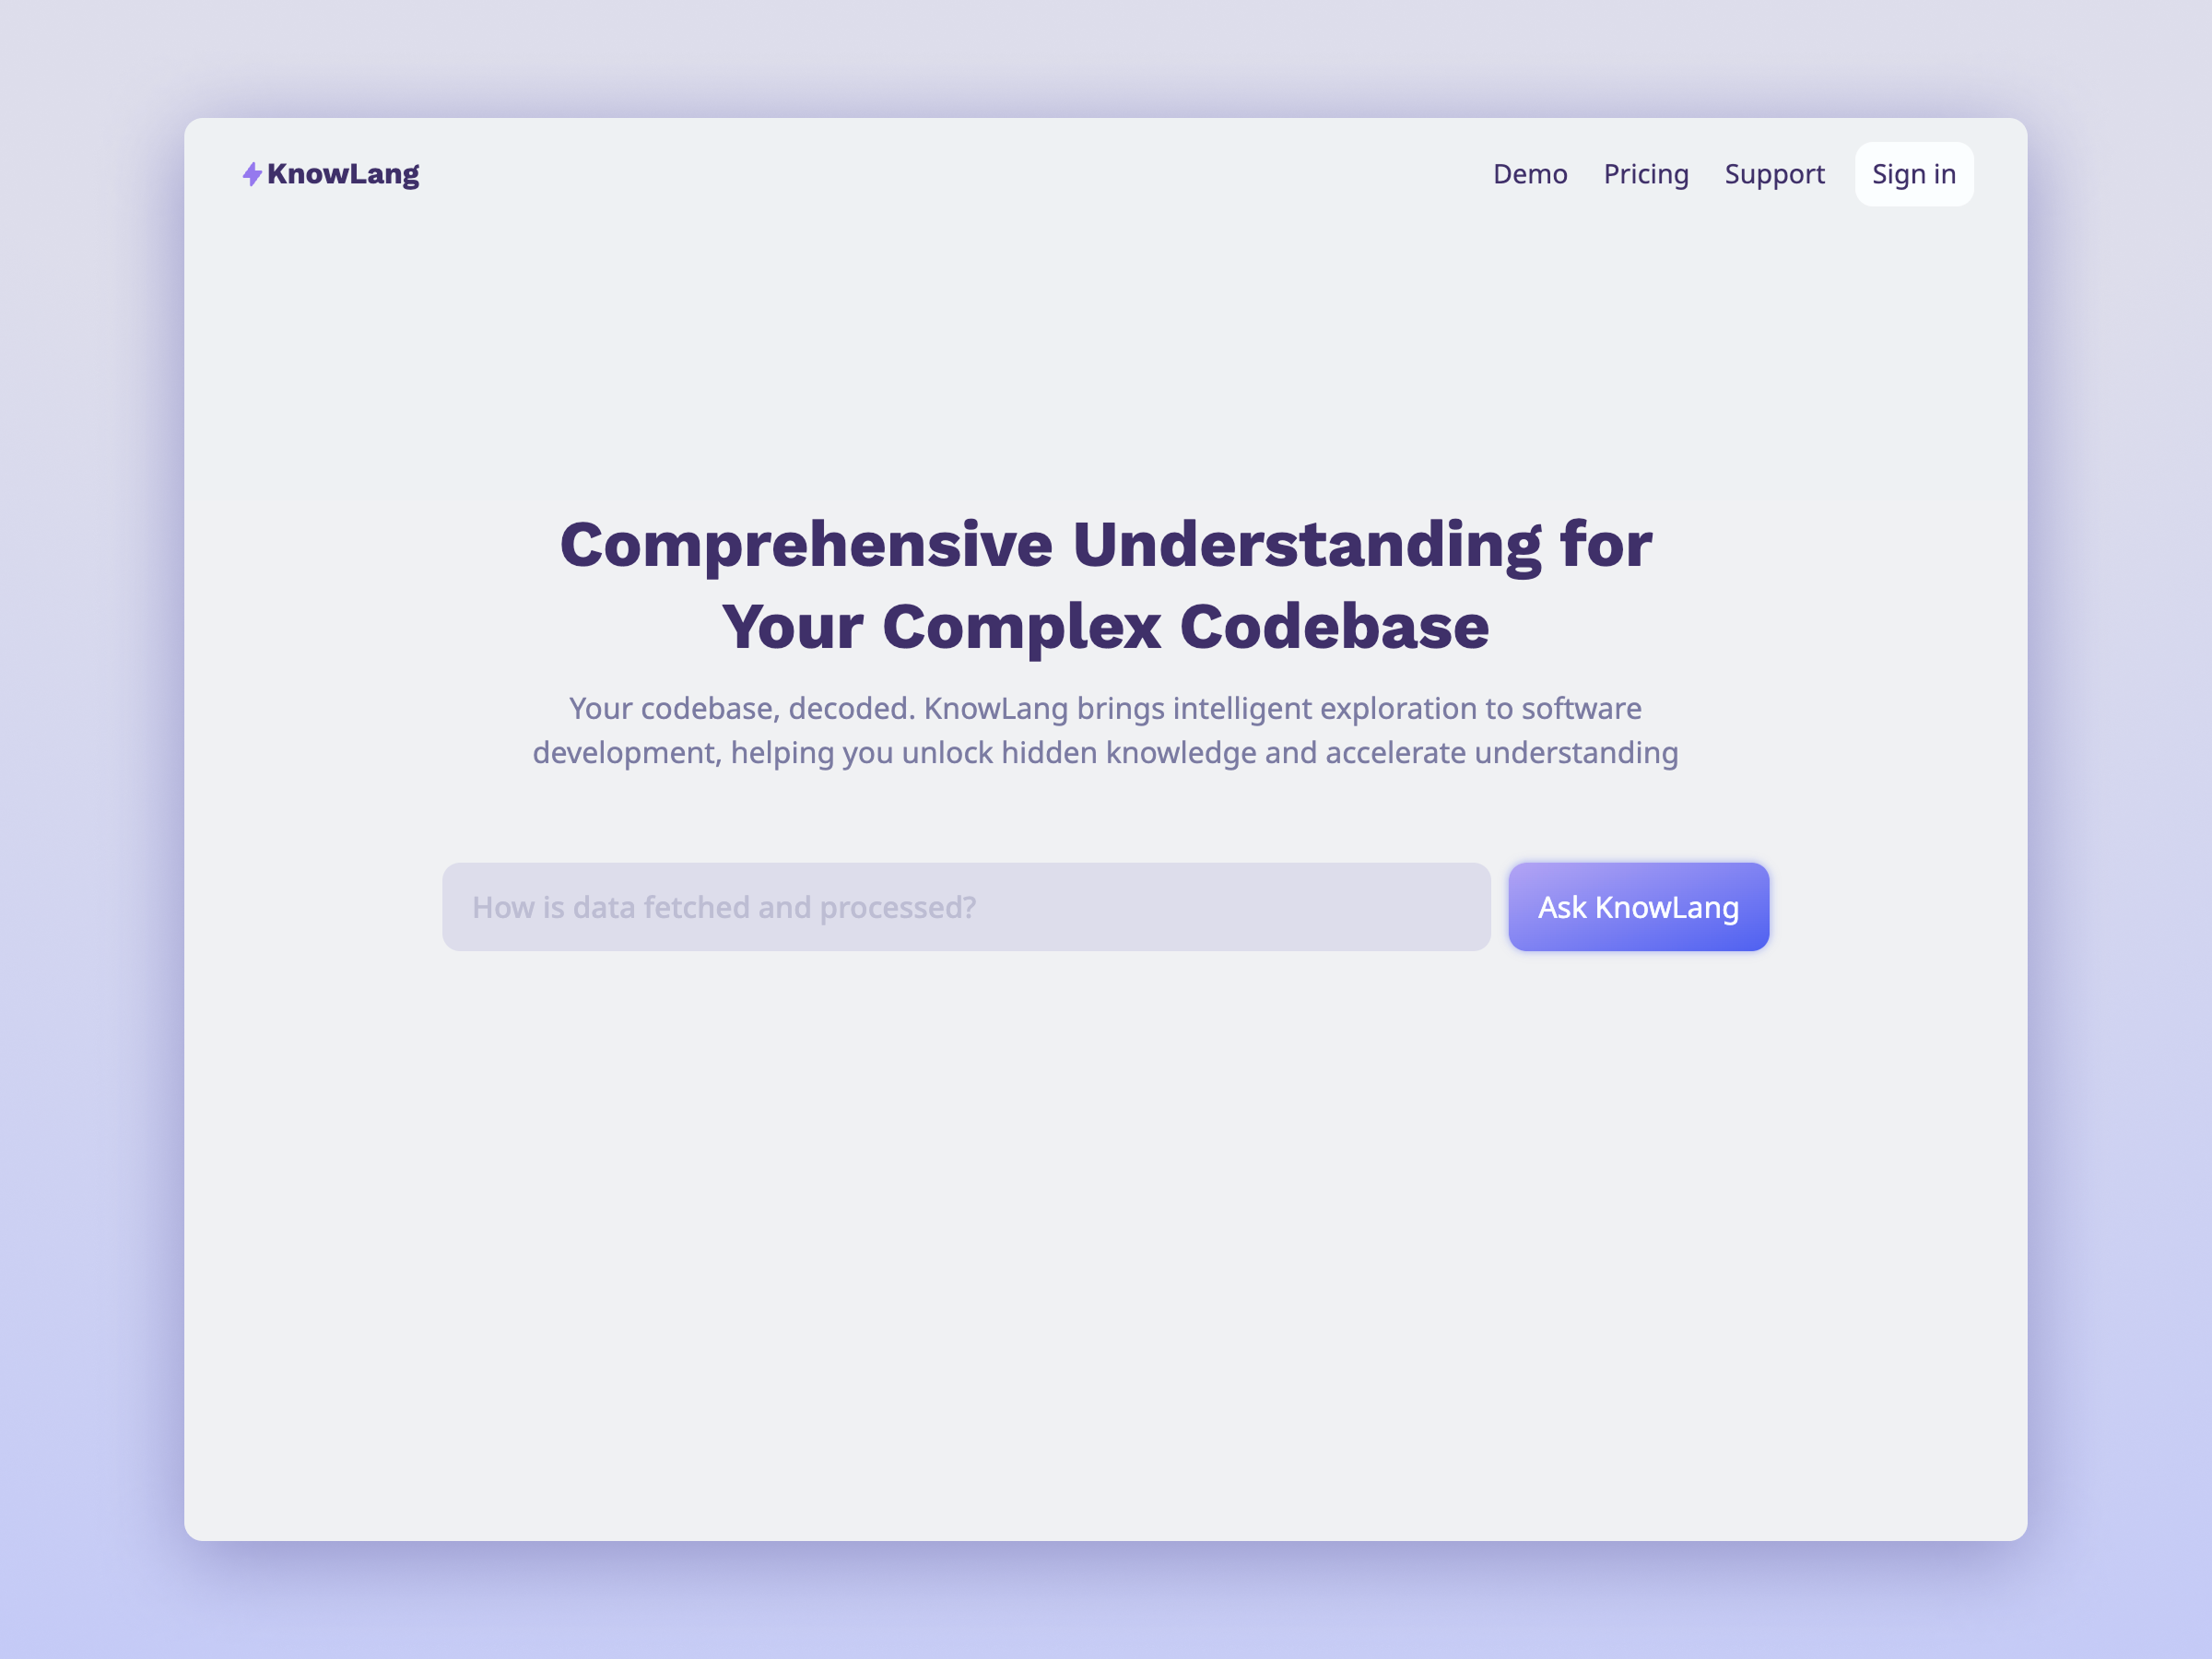 KnowLang
Demo
Pricing
Support
Sign in
Comprehensive Understanding for
Your Complex Codebase
Your codebase, decoded. KnowLang brings intelligent exploration to software
development, helping you unlock hidden knowledge and accelerate understanding
How is data fetched and processed?
Ask KnowLang